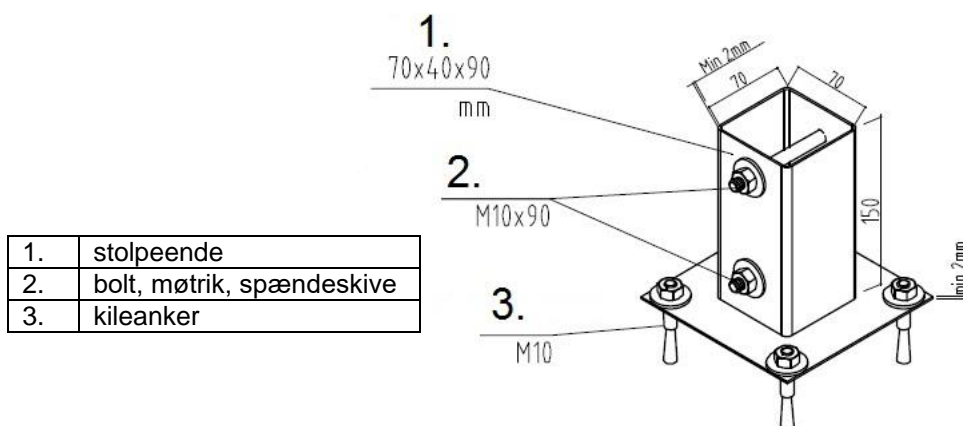 1.
70x40x90
mm
2.
M10x90
3.
M10
Min 2mm
70
70
150
min 2mm
1. stolpeende
2. bolt, møtrik, spændeskive
3. kileanker